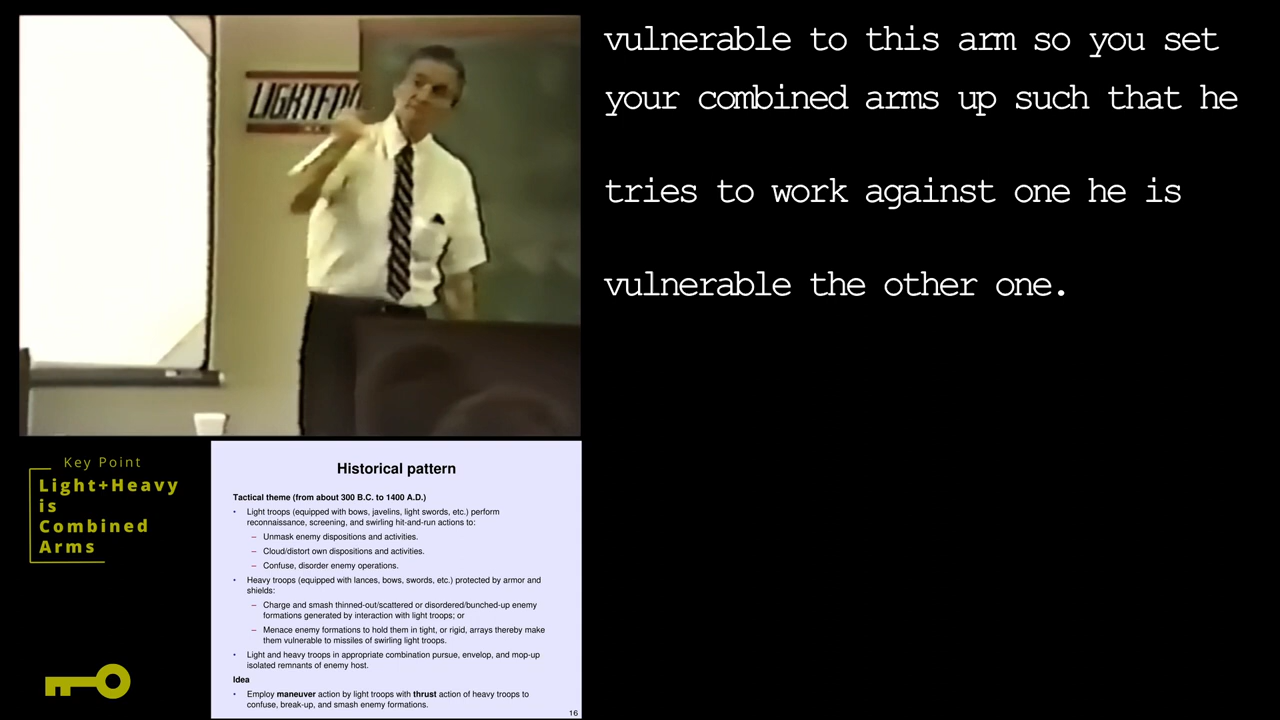 LIGHTFO
vulnerable to this arm so you set
your combined arms up such that he
tries to work against one he is
vulnerable the other one.
Key Point
Light+Heavy
is
Combined
Arms
Historical pattern
Tactical theme (from about 300 B.C. to 1400 A.D.)
• Light troops (equipped with bows, javelins, light swords, etc.) perform
reconnaissance, screening, and swirling hit-and-run actions to:
– Unmask enemy dispositions and activities.
– Cloud/distort own dispositions and activities.
– Confuse, disorder enemy operations.
• Heavy troops (equipped with lances, bows, swords, etc.) protected by armor and
shields:
– Charge and smash thinned-out/scattered or disordered/bunched-up enemy
formations generated by interaction with light troops; or
– Menace enemy formations to hold them in tight, or rigid, arrays thereby make
them vulnerable to missiles of swirling light troops.
• Light and heavy troops in appropriate combination pursue, envelop, and mop-up
isolated remnants of enemy host.
Idea
• Employ maneuver action by light troops with thrust action of heavy troops to
confuse, break-up, and smash enemy formations.
16